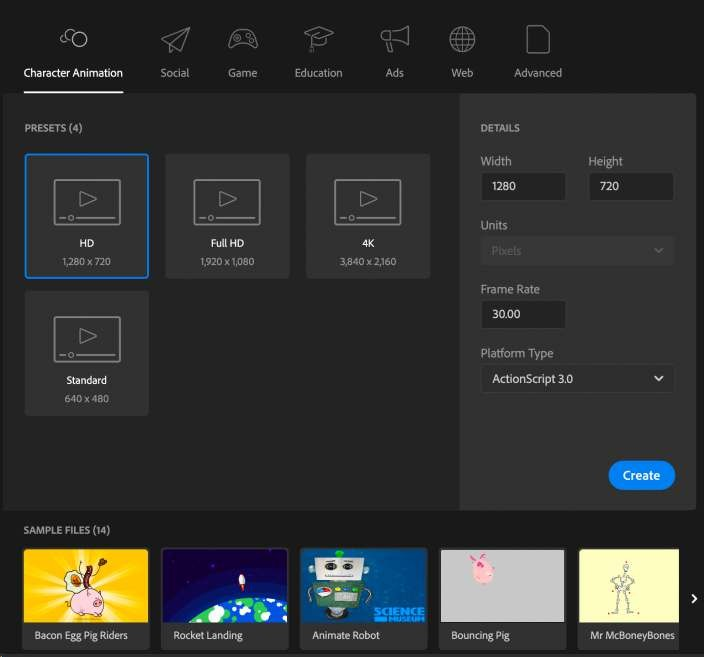 Character Animation
Social
Game
Education
Ads
Web
Advanced
PRESETS (4)
HD
1,280 x 720
Full HD
1,920 x 1,080
4K
3,840 x 2,160
Standard
640 x 480
DETAILS
Width
Height
1280
720
Units
Pixels
Frame Rate
30.00
Platform Type
ActionScript 3.0
Create
SAMPLE FILES (14)
SCIENCE
MUSEUM
Bacon Egg Pig Riders
Rocket Landing
Animate Robot
Bouncing Pig
Mr McBoneyBones